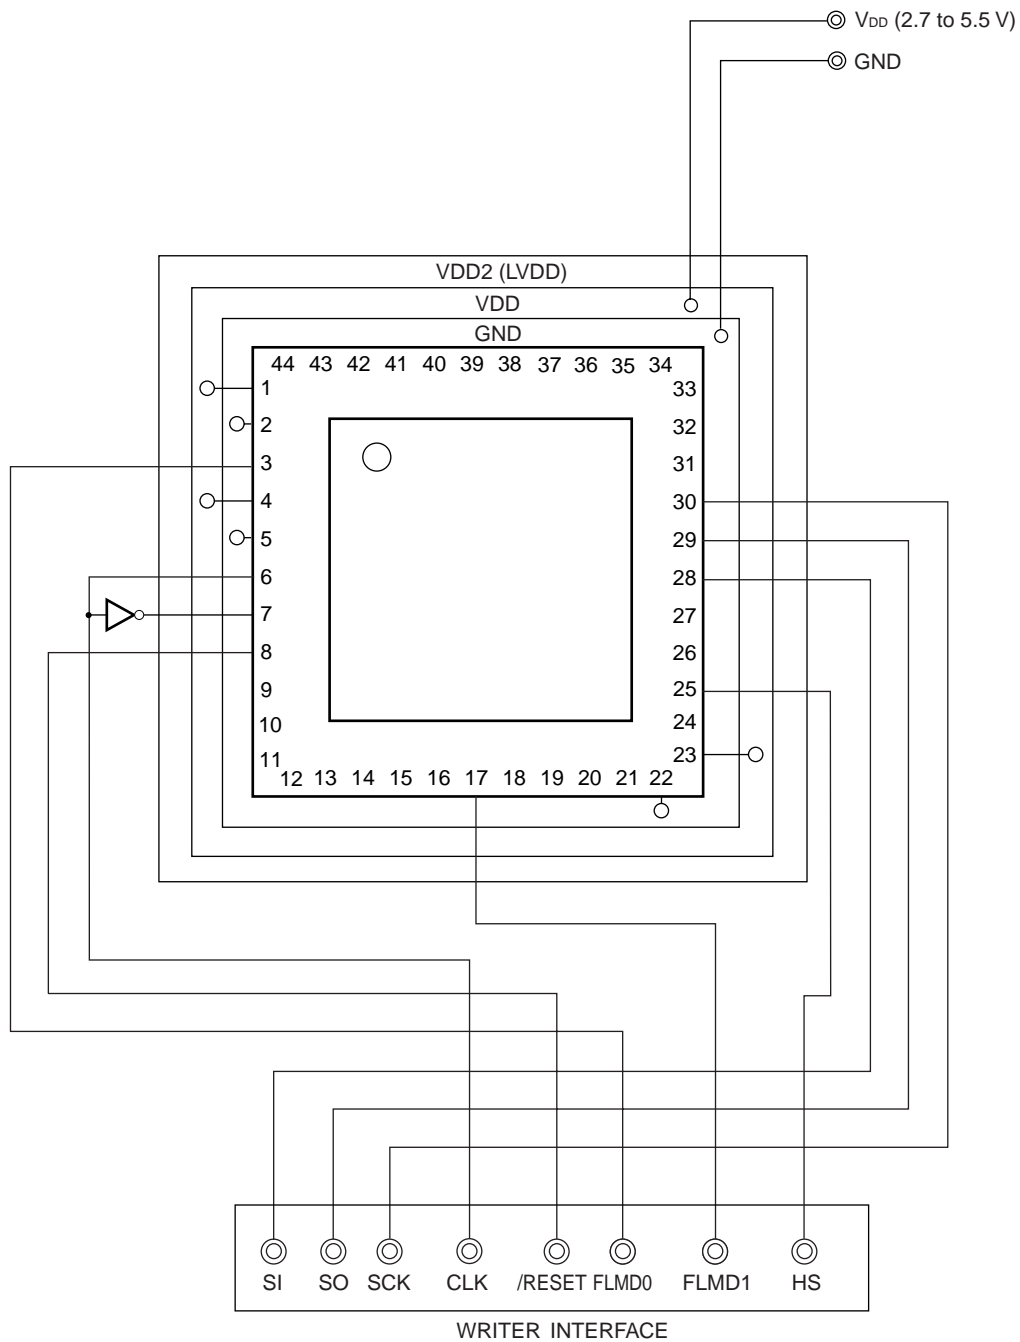 VDD (2.7 to 5.5 V)
GND
VDD2 (LVDD)
VDD
GND
44 43 42 41 40 39 38 37 36 35 34
1 33
2 32
3 31
4 30
5 29
6 28
7 27
8 26
9 25
10 24
11 23
12 13 14 15 16 17 18 19 20 21 22
SI SO SCK CLK /RESET FLMD0 FLMD1 HS
WRITER INTERFACE